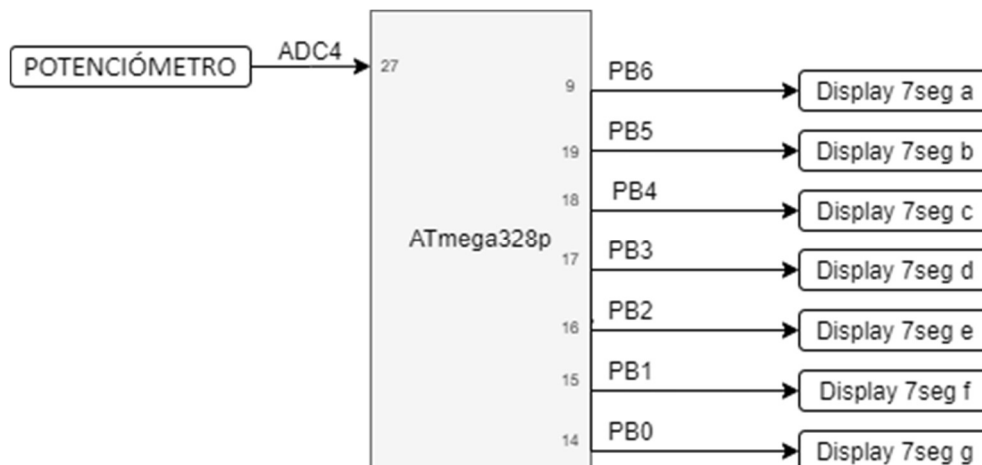 POTENCIÓMETRO
ADC4
27
ATmega328p
9
PB6
Display 7seg a
19
PB5
Display 7seg b
18
PB4
Display 7seg c
17
PB3
Display 7seg d
16
PB2
Display 7seg e
15
PB1
Display 7seg f
14
PB0
Display 7seg g